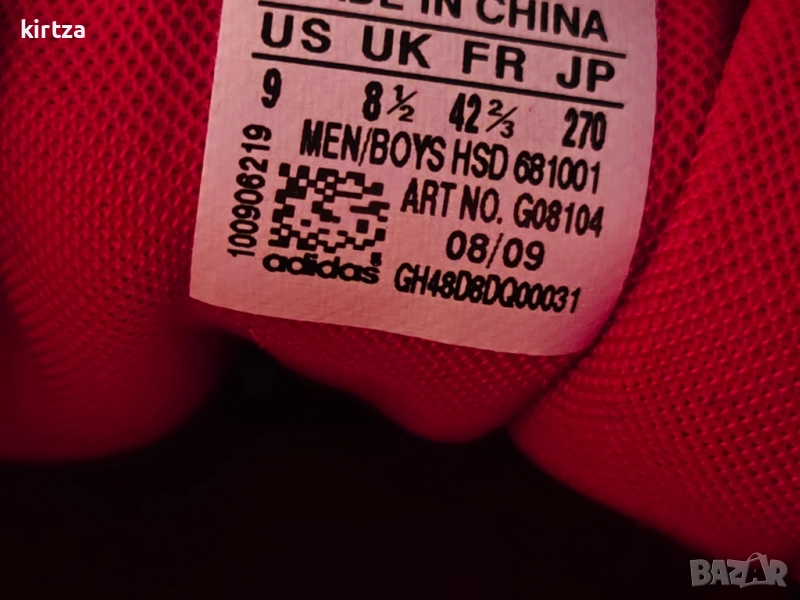 kirtza
IN CHINA
US UK FR JP
9 8½ 42⅔ 270
MEN/BOYS HSD 681001
ART NO. G08104
08/09
GH48D8DQ00031
100906219
adidas
BAZAR